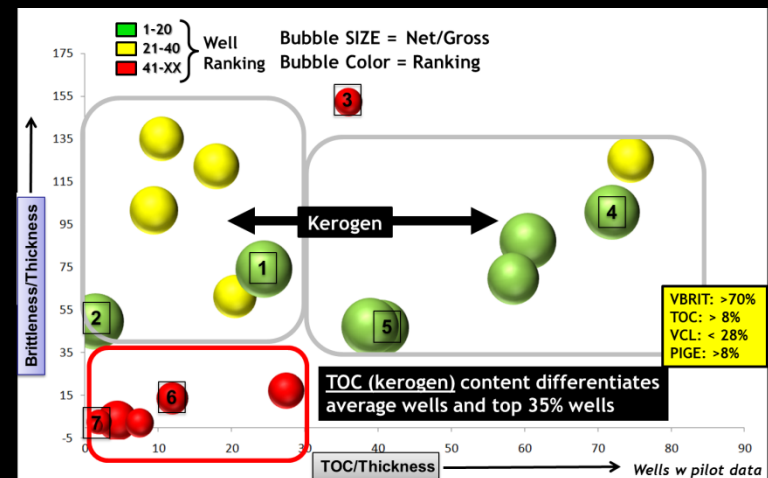 1-20
21-40
41-XX
Well
Ranking
Bubble SIZE = Net/Gross
Bubble Color = Ranking
175
155
135
115
95
75
55
35
15
-5
Brittleness/Thickness
3
Kerogen
4
1
2
5
6
7
VBRIT: >70%
TOC: > 8%
VCL: < 28%
PIGE: >8%
TOC (kerogen) content differentiates
average wells and top 35% wells
0
10
20
30
40
50
60
70
80
90
TOC/Thickness
Wells w pilot data